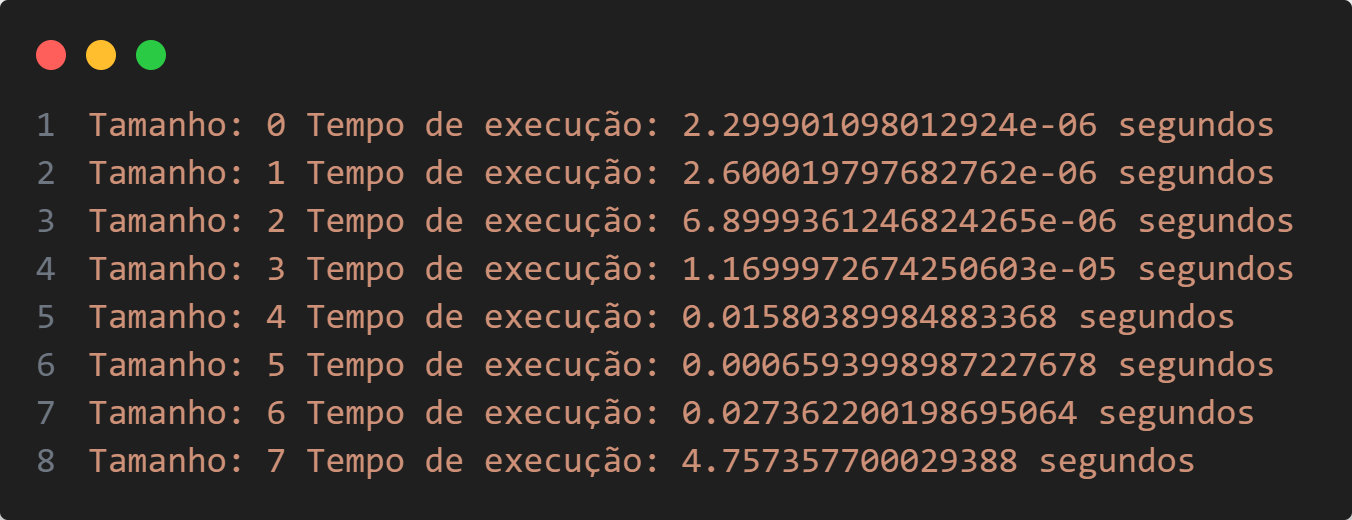 1 Tamanho: 0 Tempo de execução: 2.299901098012924e-06 segundos
2 Tamanho: 1 Tempo de execução: 2.6000197976827​62e-06 segundos
3 Tamanho: 2 Tempo de execução: 6.8999361246824265e-06 segundos
4 Tamanho: 3 Tempo de execução: 1.1699972674250603e-05 segundos
5 Tamanho: 4 Tempo de execução: 0.01580389984883368 segundos
6 Tamanho: 5 Tempo de execução: 0.0006593998987227678 segundos
7 Tamanho: 6 Tempo de execução: 0.027362200198695064 segundos
8 Tamanho: 7 Tempo de execução: 4.757357700029388 segundos